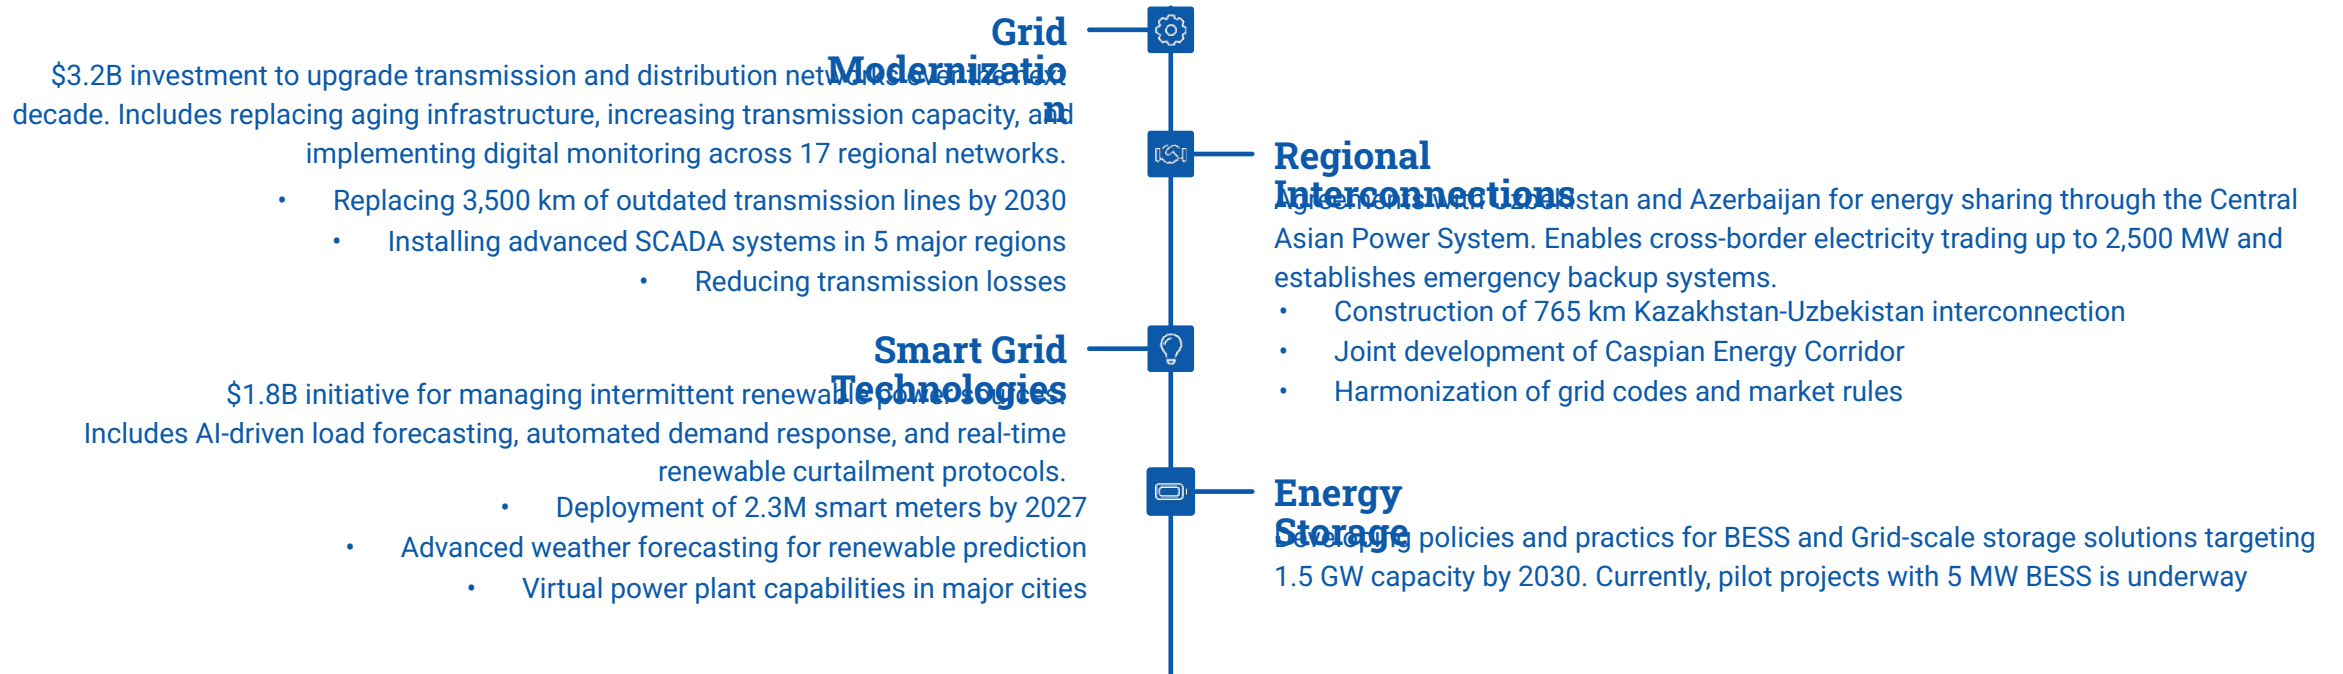 Grid
Modernizatio
n
$3.2B investment to upgrade transmission and distribution networks over the next
decade. Includes replacing aging infrastructure, increasing transmission capacity, and
implementing digital monitoring across 17 regional networks.
• Replacing 3,500 km of outdated transmission lines by 2030
• Installing advanced SCADA systems in 5 major regions
• Reducing transmission losses
Regional
Interconnections
Agreements with Uzbekistan and Azerbaijan for energy sharing through the Central
Asian Power System. Enables cross-border electricity trading up to 2,500 MW and
establishes emergency backup systems.
• Construction of 765 km Kazakhstan-Uzbekistan interconnection
• Joint development of Caspian Energy Corridor
• Harmonization of grid codes and market rules
Smart Grid
Technologies
$1.8B initiative for managing intermittent renewable power sources.
Includes AI-driven load forecasting, automated demand response, and real-time
renewable curtailment protocols.
• Deployment of 2.3M smart meters by 2027
• Advanced weather forecasting for renewable prediction
• Virtual power plant capabilities in major cities
Energy
Storage
Developing policies and practics for BESS and Grid-scale storage solutions targeting
1.5 GW capacity by 2030. Currently, pilot projects with 5 MW BESS is underway